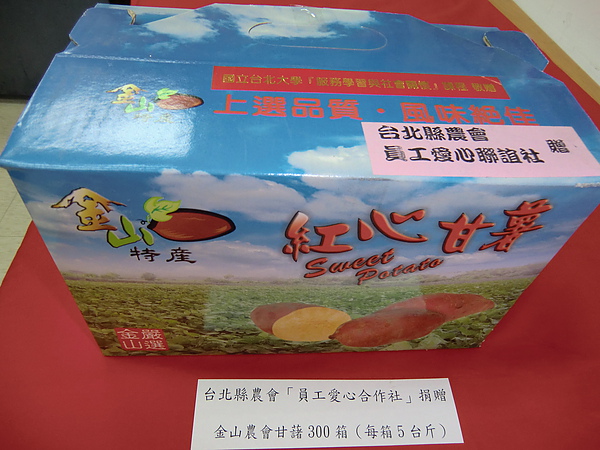 國立台北大學「服務學習與社會關懷」課程 敬贈
金山
上選品質・風味絕佳
台北縣農會
員工愛心聯誼社 贈
金山
特産
紅心甘薯
Sweet
Potato
嚴選
金山
台北縣農會「員工愛心合作社」捐贈
金山農會甘藷300箱(每箱5台斤)